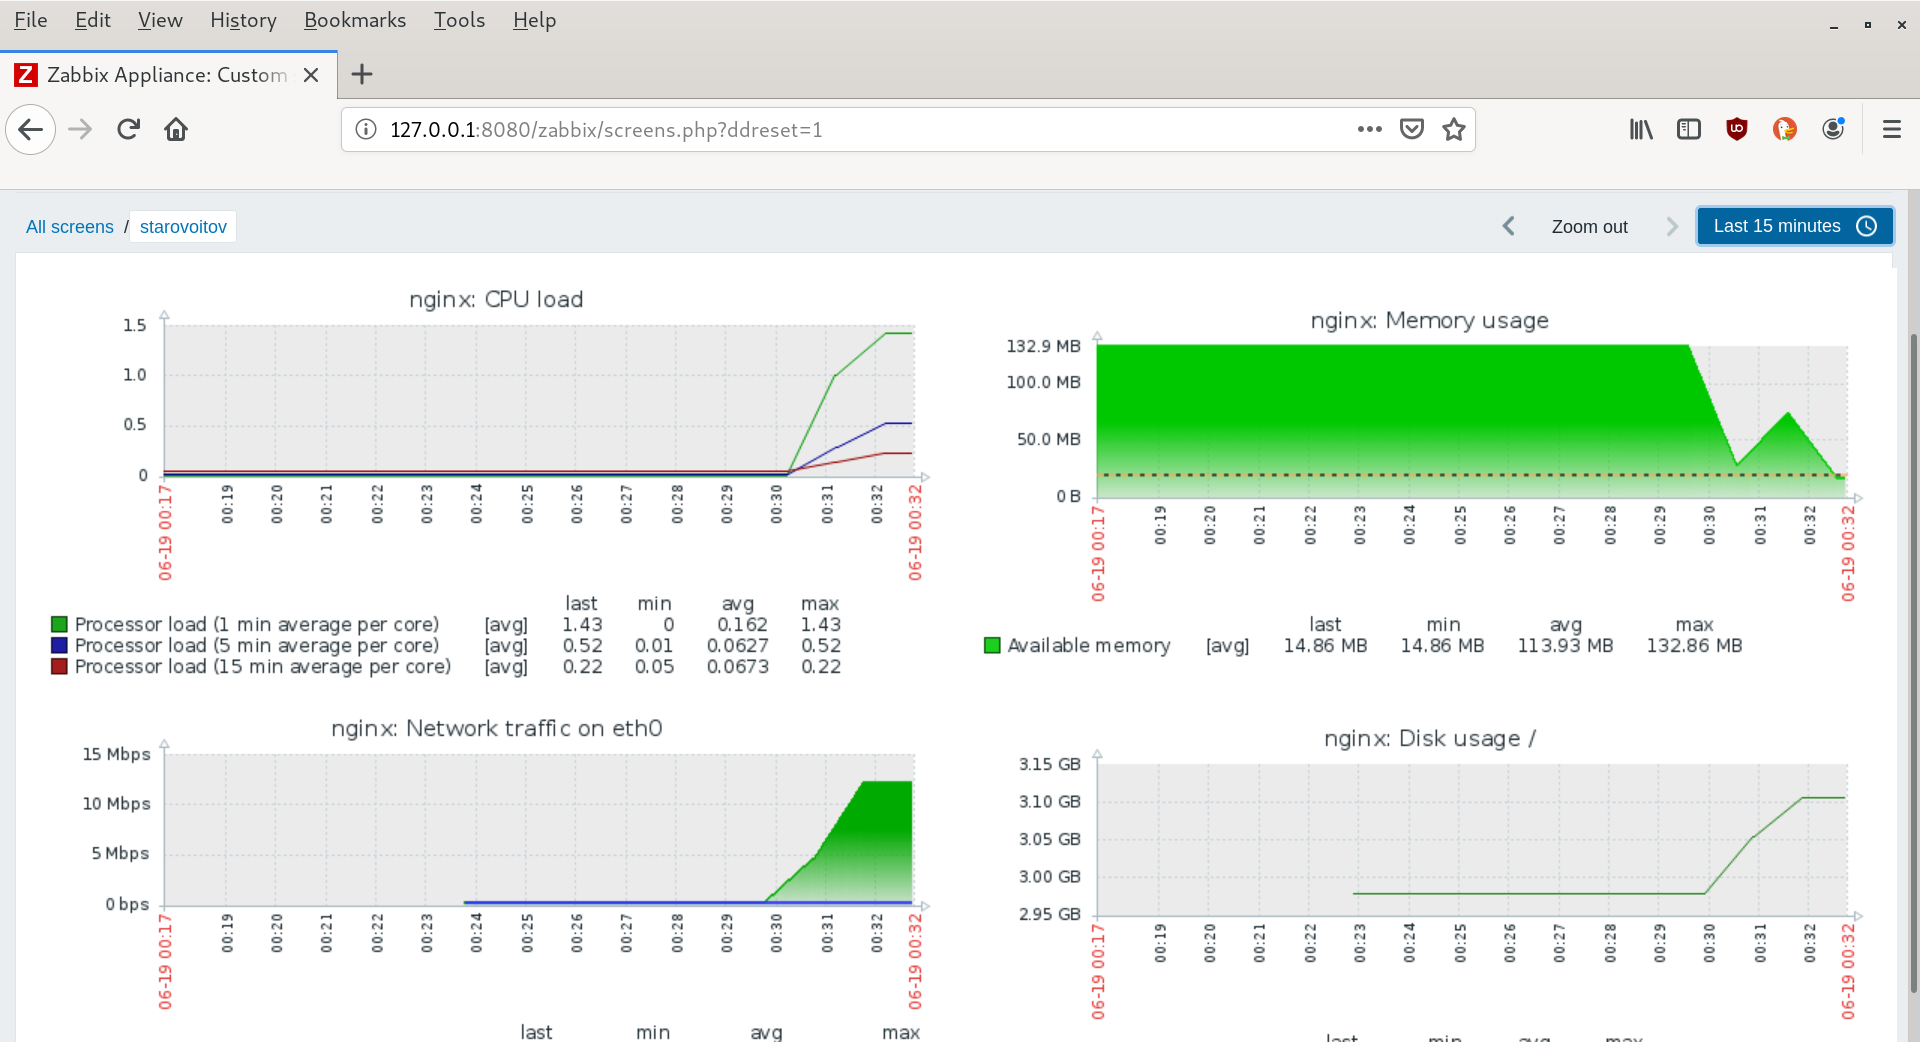 File Edit View History Bookmarks Tools Help
Zabbix Appliance: Custom
127.0.0.1:8080/zabbix/screens.php?ddreset=1
All screens / starovoitov
Zoom out
Last 15 minutes
nginx: CPU load
1.5
1.0
0.5
0
06-19 00:17 00:19 00:20 00:21 00:22 00:23 00:24 00:25 00:26 00:27 00:28 00:29 00:30 00:31 00:32 06-19 00:32
last min avg max
Processor load (1 min average per core) [avg] 1.43 0 0.162 1.43
Processor load (5 min average per core) [avg] 0.52 0.01 0.0627 0.52
Processor load (15 min average per core) [avg] 0.22 0.05 0.0673 0.22
nginx: Memory usage
132.9 MB
100.0 MB
50.0 MB
0 B
06-19 00:17 00:19 00:20 00:21 00:22 00:23 00:24 00:25 00:26 00:27 00:28 00:29 00:30 00:31 00:32 06-19 00:32
last min avg max
Available memory [avg] 14.86 MB 14.86 MB 113.93 MB 132.86 MB
nginx: Network traffic on eth0
15 Mbps
10 Mbps
5 Mbps
0 bps
06-19 00:17 00:19 00:20 00:21 00:22 00:23 00:24 00:25 00:26 00:27 00:28 00:29 00:30 00:31 00:32 06-19 00:32
last min avg max
nginx: Disk usage /
3.15 GB
3.10 GB
3.05 GB
3.00 GB
2.95 GB
06-19 00:17 00:19 00:20 00:21 00:22 00:23 00:24 00:25 00:26 00:27 00:28 00:29 00:30 00:31 00:32 06-19 00:32
last min avg max